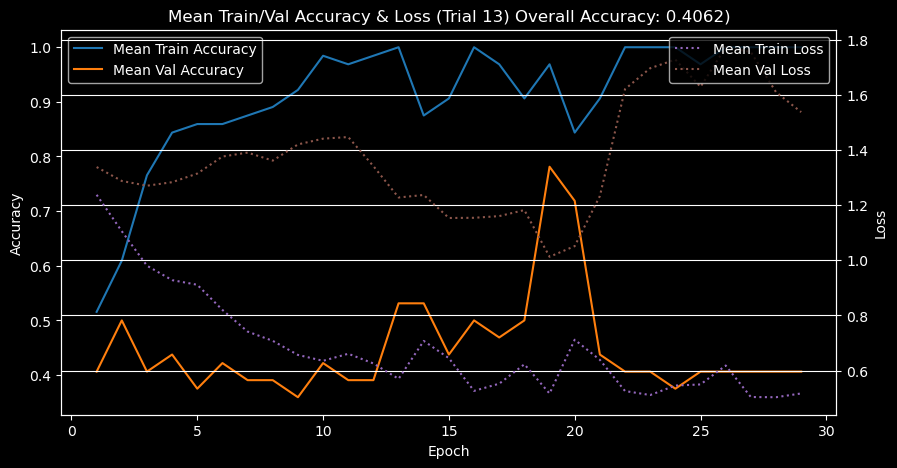 Mean Train/Val Accuracy & Loss (Trial 13) Overall Accuracy: 0.4062)
Mean Train Accuracy
Mean Val Accuracy
Mean Train Loss
Mean Val Loss
Accuracy
1.0
0.9
0.8
0.7
0.6
0.5
0.4
Loss
1.8
1.6
1.4
1.2
1.0
0.8
0.6
0 5 10 15 20 25 30
Epoch